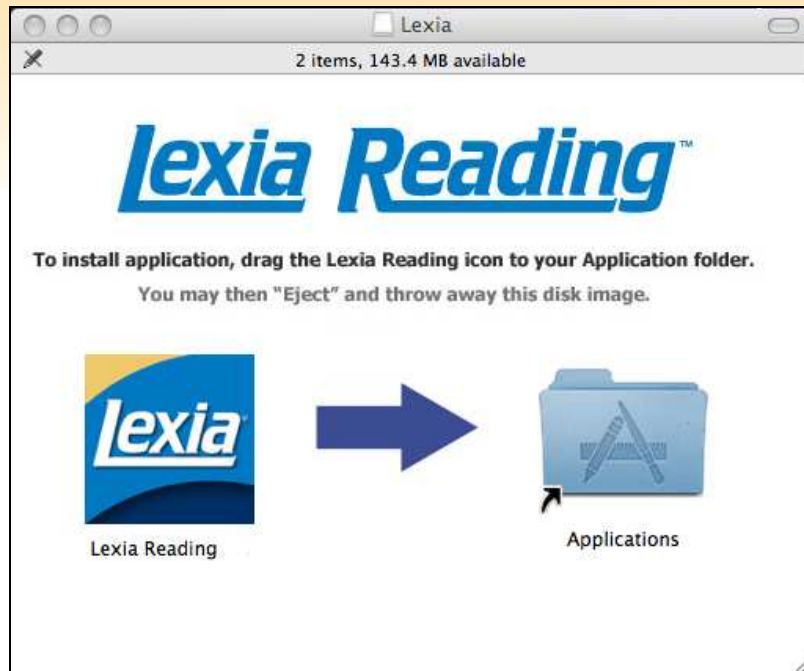 Lexia
2 items, 143.4 MB available
Lexia Reading™
To install application, drag the Lexia Reading icon to your Application folder.
You may then “Eject” and throw away this disk image.
Lexia
Lexia Reading
Applications